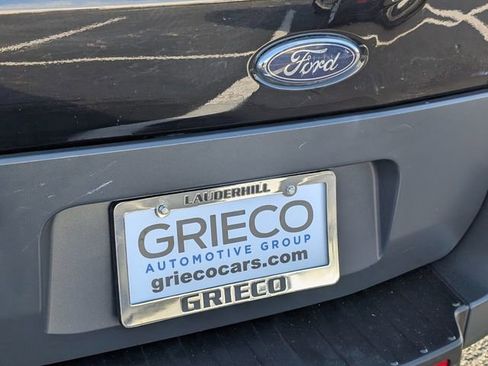 Ford
LAUDERHILL
GRIECO
AUTOMOTIVE GROUP
griecocars.com
GRIECO